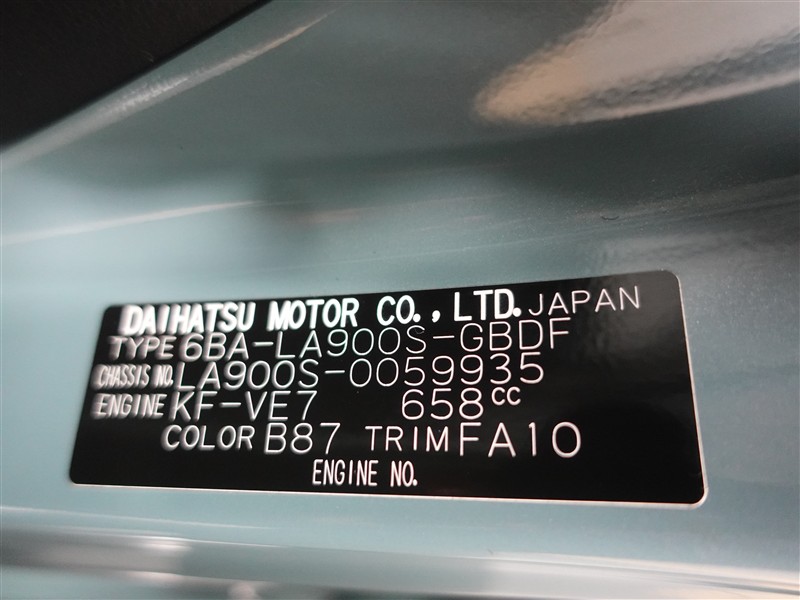 DAIHATSU MOTOR CO., LTD. JAPAN
TYPE 6BA-LA900S-GBDF
CHASSIS NO. LA900S-0059935
ENGINE KF-VE7 658cc
COLOR B87 TRIM FA10
ENGINE NO.